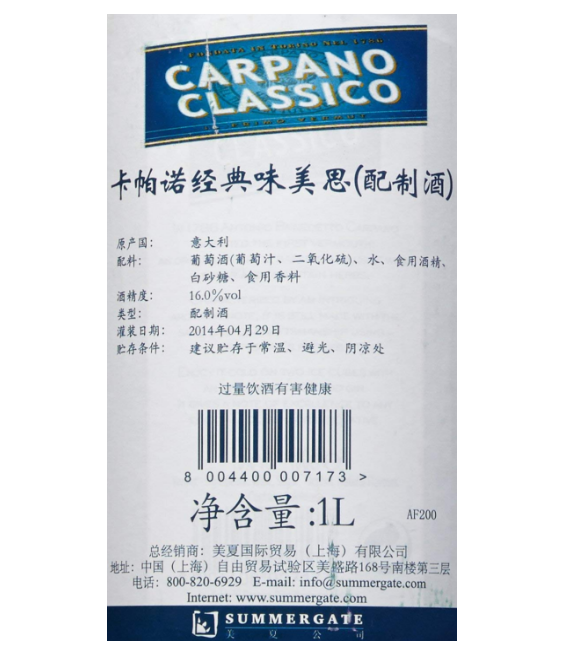 FONDATA IN TORINO NEL 1786
CARPANO
CLASSICO
卡帕诺经典味美思(配制酒)
原产国: 意大利
配料: 葡萄酒(葡萄汁、二氧化硫)、水、食用酒精、
白砂糖、食用香料
酒精度: 16.0%vol
类型: 配制酒
灌装日期: 2014年04月29日
贮存条件: 建议贮存于常温、避光、阴凉处
过量饮酒有害健康
8 004400 007173 >
净含量:1L
AF200
总经销商: 美夏国际贸易(上海)有限公司
地址: 中国(上海)自由贸易试验区美盛路168号南楼第三层
电话: 800-820-6929 E-mail: info@summergate.com
Internet: www.summergate.com
SUMMERGATE
美夏公司